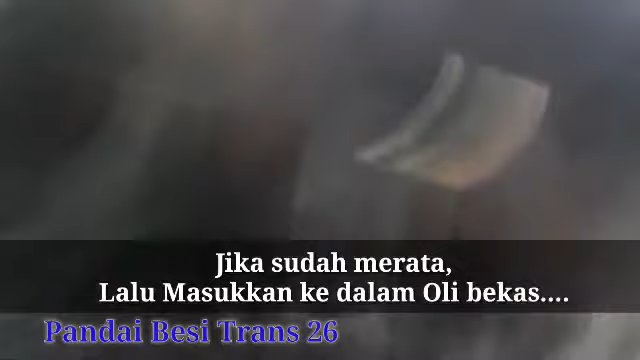 Jika sudah merata,
Lalu Masukkan ke dalam Oli bekas....
Pandai Besi Trans 26